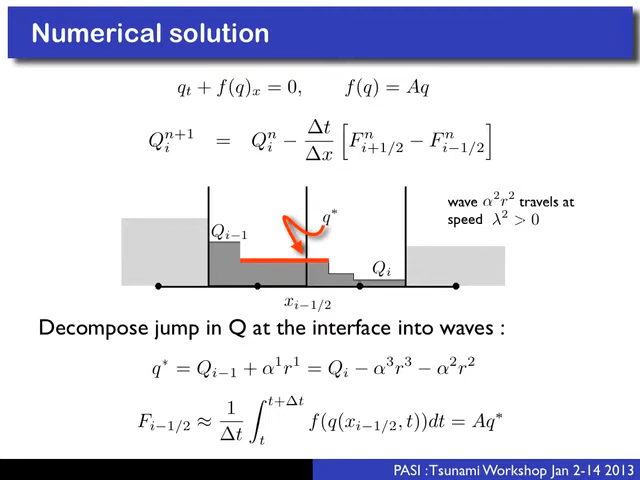 Numerical solution
q_t + f(q)_x = 0, f(q) = Aq
Q_i^{n+1} = Q_i^n − \frac{Δt}{Δx} [F_{i+1/2}^n − F_{i−1/2}^n]
wave α²r² travels at
speed λ² > 0
q*
Q_{i−1}
Q_i
x_{i−1/2}
Decompose jump in Q at the interface into waves :
q* = Q_{i−1} + α¹r¹ = Q_i − α³r³ − α²r²
F_{i−1/2} ≈ \frac{1}{Δt} ∫_t^{t+Δt} f(q(x_{i−1/2}, t))dt = Aq*
PASI : Tsunami Workshop Jan 2-14 2013